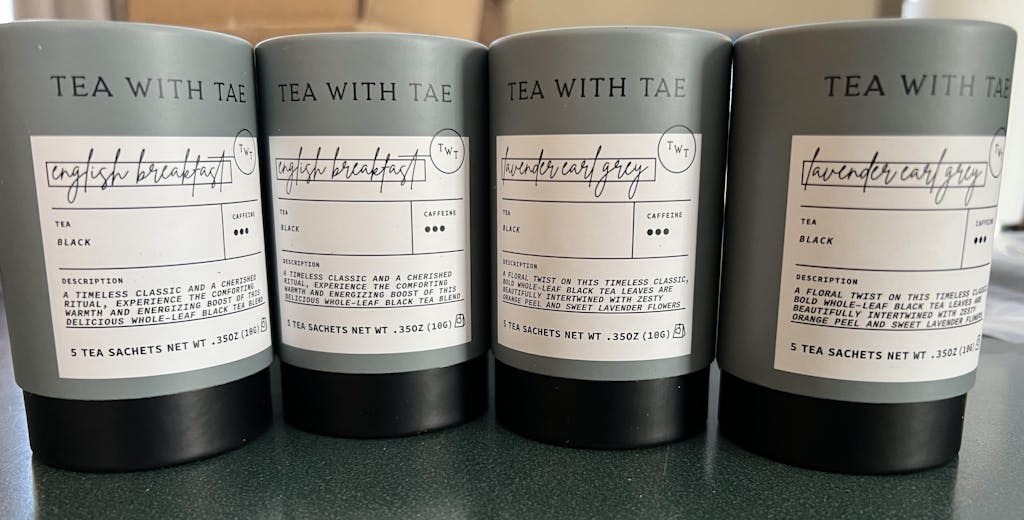 TEA WITH TAE
english breakfast
TWT
TEA
BLACK
CAFFEINE
DESCRIPTION
A TIMELESS CLASSIC AND A CHERISHED
RITUAL, EXPERIENCE THE COMFORTING
WARMTH AND ENERGIZING BOOST OF THIS
DELICIOUS WHOLE-LEAF BLACK TEA BLEND
5 TEA SACHETS NET WT .35OZ (10G)
TEA WITH TAE
english breakfast
TWT
TEA
BLACK
CAFFEINE
DESCRIPTION
A TIMELESS CLASSIC AND A CHERISHED
RITUAL, EXPERIENCE THE COMFORTING
WARMTH AND ENERGIZING BOOST OF THIS
DELICIOUS WHOLE-LEAF BLACK TEA BLEND
5 TEA SACHETS NET WT .35OZ (10G)
TEA WITH TAE
lavender earl grey
TWT
TEA
BLACK
CAFFEINE
DESCRIPTION
A FLORAL TWIST ON THIS TIMELESS CLASSIC,
BOLD WHOLE-LEAF BLACK TEA LEAVES ARE
BEAUTIFULLY INTERTWINED WITH ZESTY
ORANGE PEEL AND SWEET LAVENDER FLOWERS
5 TEA SACHETS NET WT .35OZ (10G)
TEA WITH TAE
lavender earl grey
TW
TEA
BLACK
CAFFEINE
DESCRIPTION
A FLORAL TWIST ON THIS TIMELESS CLASSIC
BOLD WHOLE-LEAF BLACK TEA LEAVES ARE
BEAUTIFULLY INTERTWINED WITH ZESTY
ORANGE PEEL AND SWEET LAVENDER FLOWERS
5 TEA SACHETS NET WT .35OZ (10G)